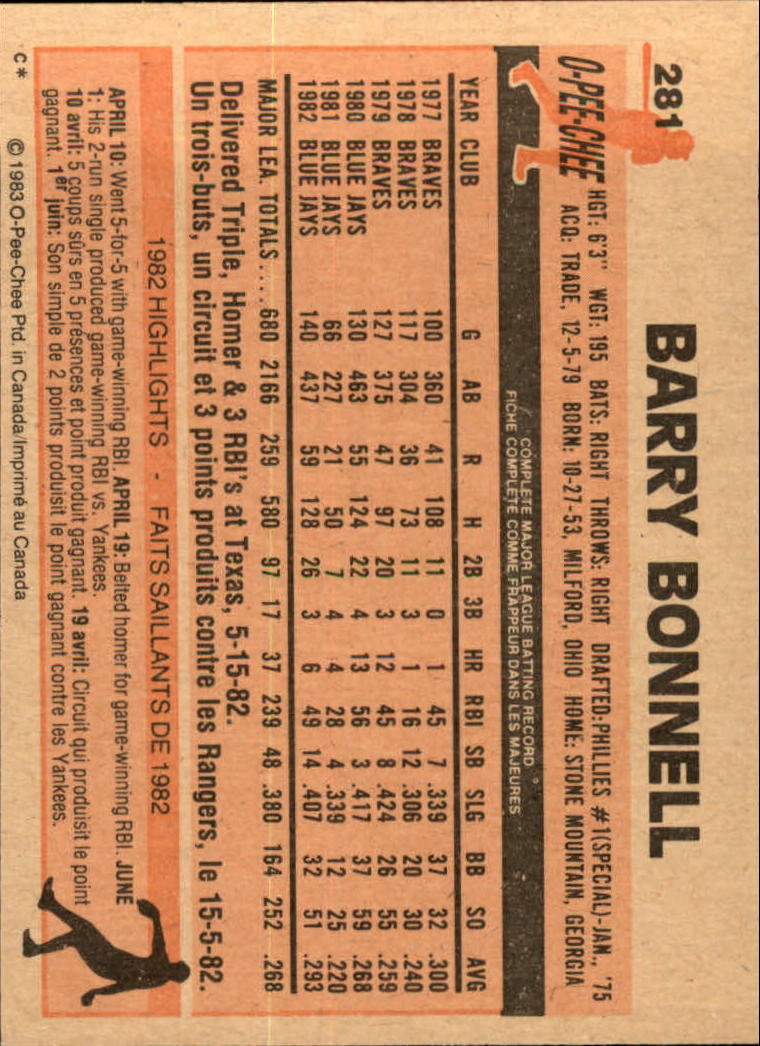 281
BARRY BONNELL
O-PEE-CHEE
HGT: 6'3" WGT: 195 BATS: RIGHT THROWS: RIGHT DRAFTED: PHILLIES #1(SPECIAL)-JAN., '75
ACQ: TRADE, 12-5-79 BORN: 10-27-53, MILFORD, OHIO HOME: STONE MOUNTAIN, GEORGIA
COMPLETE MAJOR LEAGUE BATTING RECORD
FICHE COMPLÈTE COMME FRAPPEUR DANS LES MAJEURES
YEAR CLUB G AB R H 2B 3B HR RBI SB SLG BB SO AVG
1977 BRAVES 100 360 41 108 11 0 1 45 7 .339 37 32 .300
1978 BRAVES 117 304 36 73 11 3 1 16 12 .306 20 30 .240
1979 BRAVES 127 375 47 97 20 3 12 45 8 .424 26 55 .259
1980 BLUE JAYS 130 463 55 124 22 4 13 56 3 .417 37 59 .268
1981 BLUE JAYS 66 227 21 50 7 4 4 28 4 .339 12 25 .220
1982 BLUE JAYS 140 437 59 128 26 3 6 49 14 .407 32 51 .293
MAJOR LEA. TOTALS .... 680 2166 259 580 97 17 37 239 48 .380 164 252 .268
Delivered Triple, Homer & 3 RBI's at Texas, 5-15-82.
Un trois-buts, un circuit et 3 points produits contre les Rangers, le 15-5-82.
1982 HIGHLIGHTS - FAITS SAILLANTS DE 1982
APRIL 10: Went 5-for-5 with game-winning RBI. APRIL 19: Belted homer for game-winning RBI. JUNE
1: His 2-run single produced game-winning RBI vs. Yankees.
10 avril: 5 coups sûrs en 5 présences et point produit gagnant. 19 avril: Circuit qui produisit le point
gagnant. 1er juin: Son simple de 2 points produisit le point gagnant contre les Yankees.
C* © 1983 O-Pee-Chee Ptd. in Canada/Imprimé au Canada